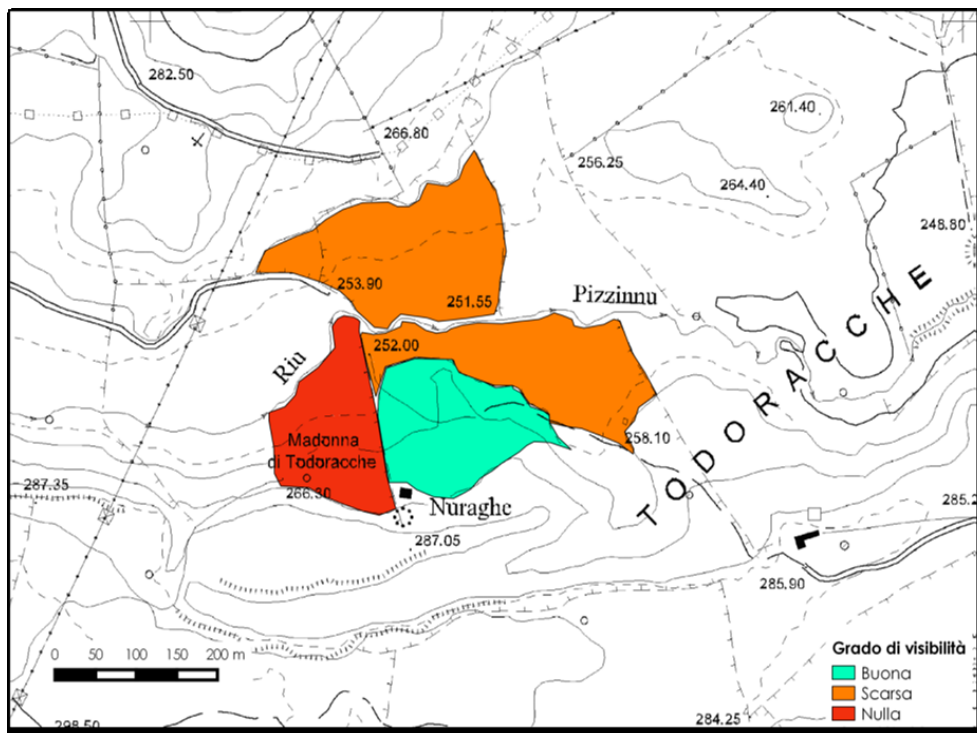 282.50
266.80
261.40
256.25
264.40
248.80
253.90
251.55
Pizzinnu
TODORACCHE
Riu
252.00
Madonna
di Todoracche
258.10
287.35
266.30
Nuraghe
287.05
285.2
285.90
0 50 100 150 200 m
Grado di visibilità
Buona
Scarsa
Nulla
298.50
284.25